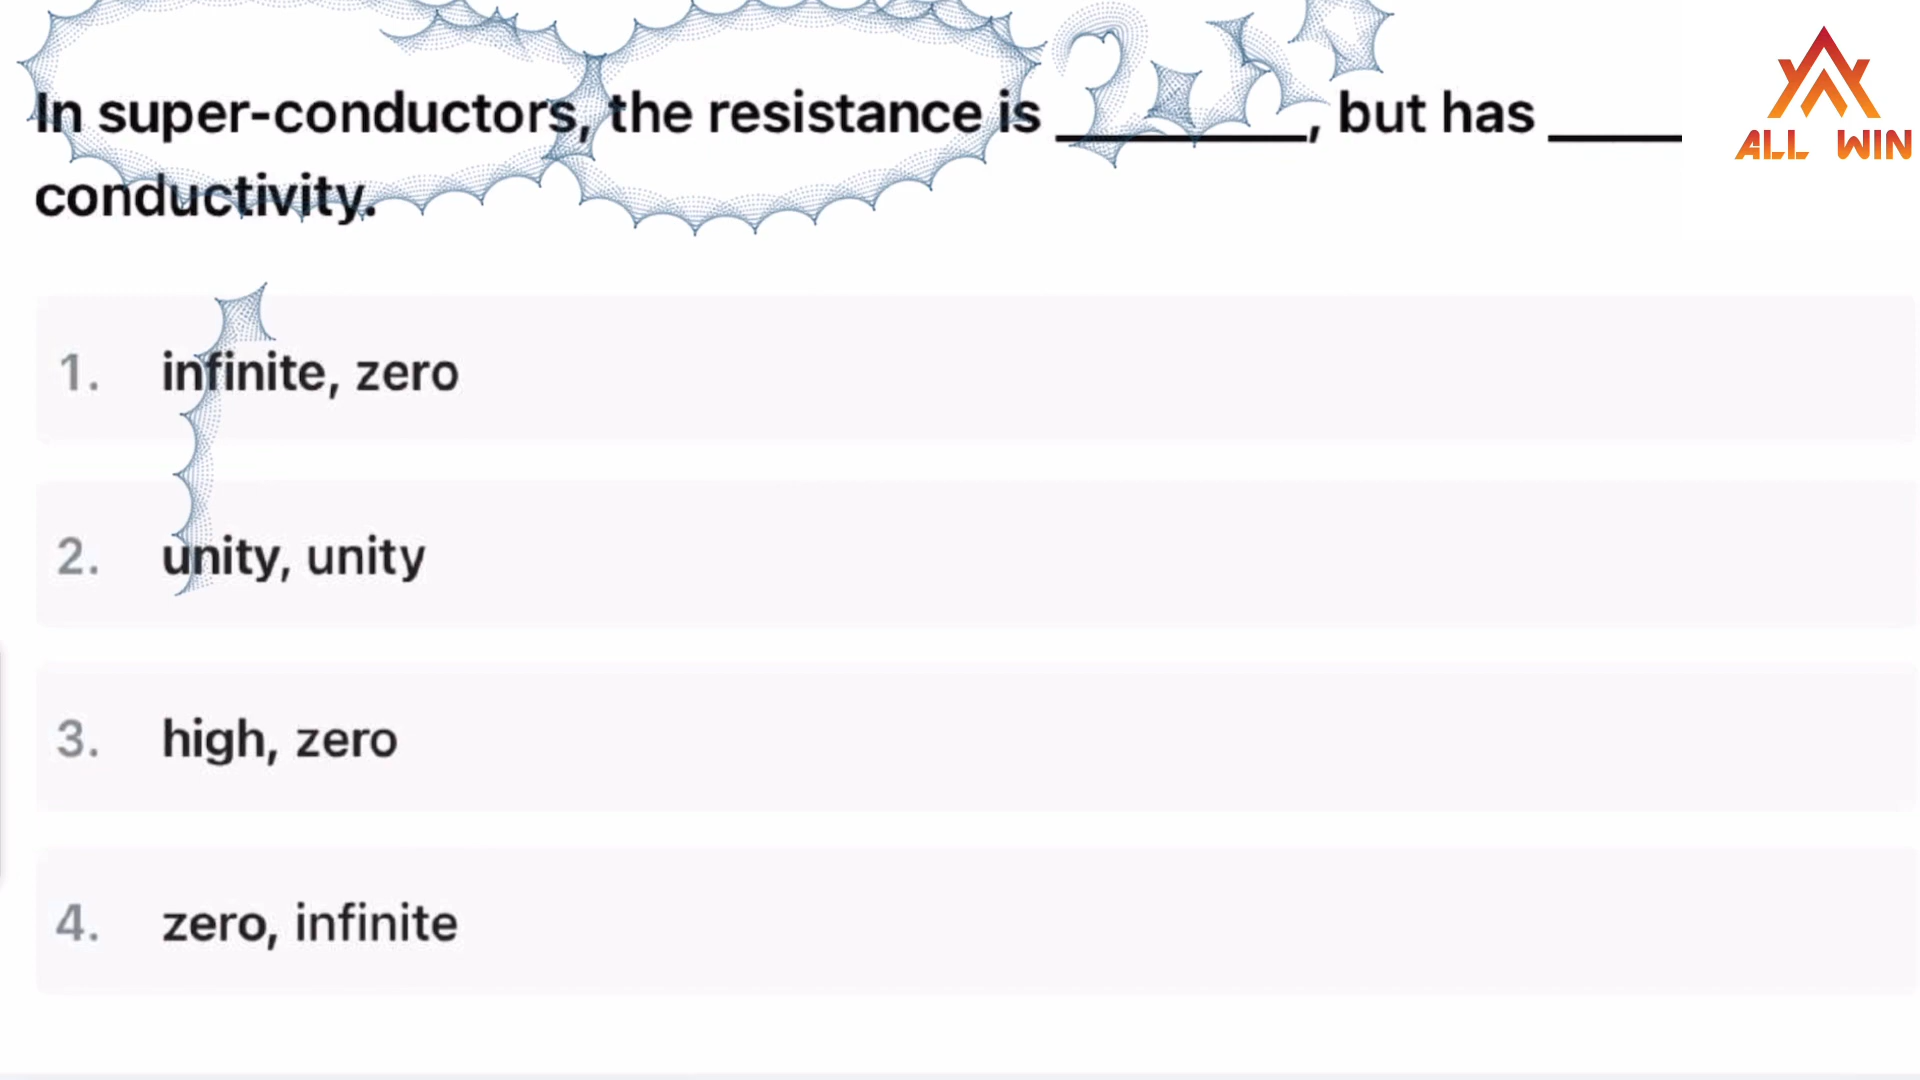 In super-conductors, the resistance is ________, but has ____
conductivity.
1. infinite, zero
2. unity, unity
3. high, zero
4. zero, infinite
ALL WIN